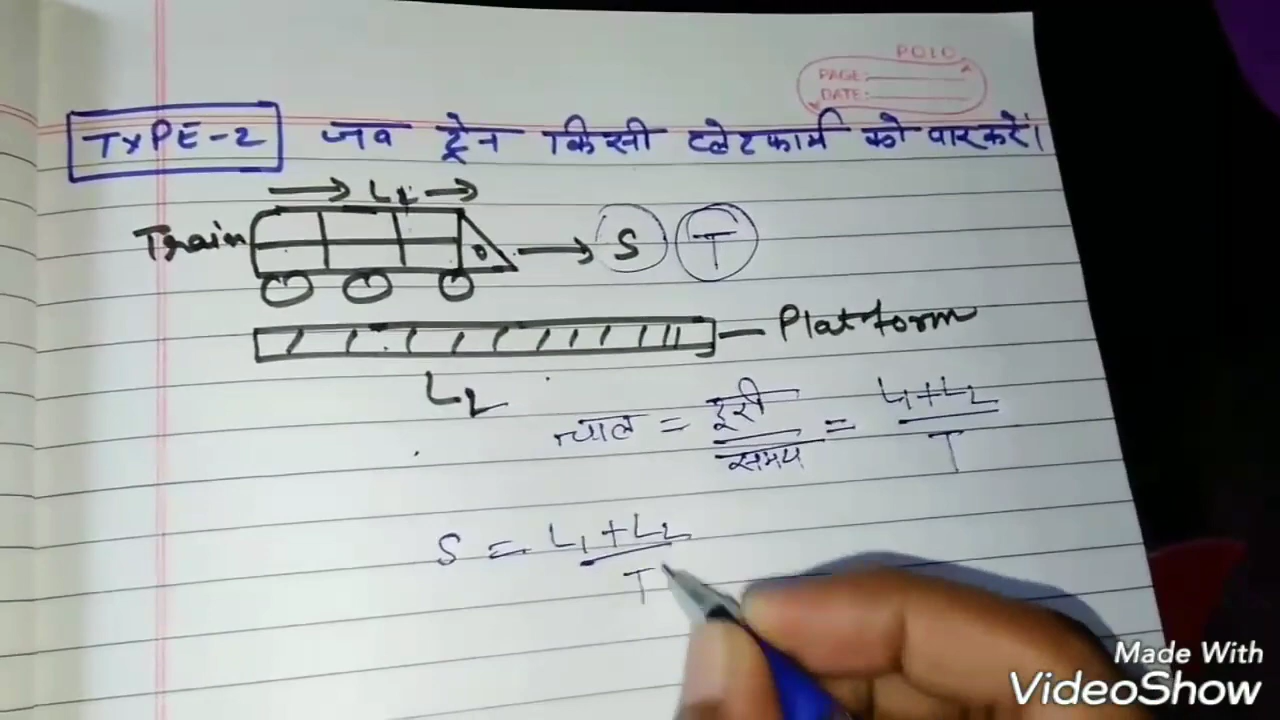 POLO
PAGE:
DATE:
TYPE-2 जब ट्रेन किसी प्लेटफार्म को पार करें।
L1
Train S T
Platform
L2
चाल = दूरी/समय = L1+L2/T
S = L1+L2/T
Made With
VideoShow